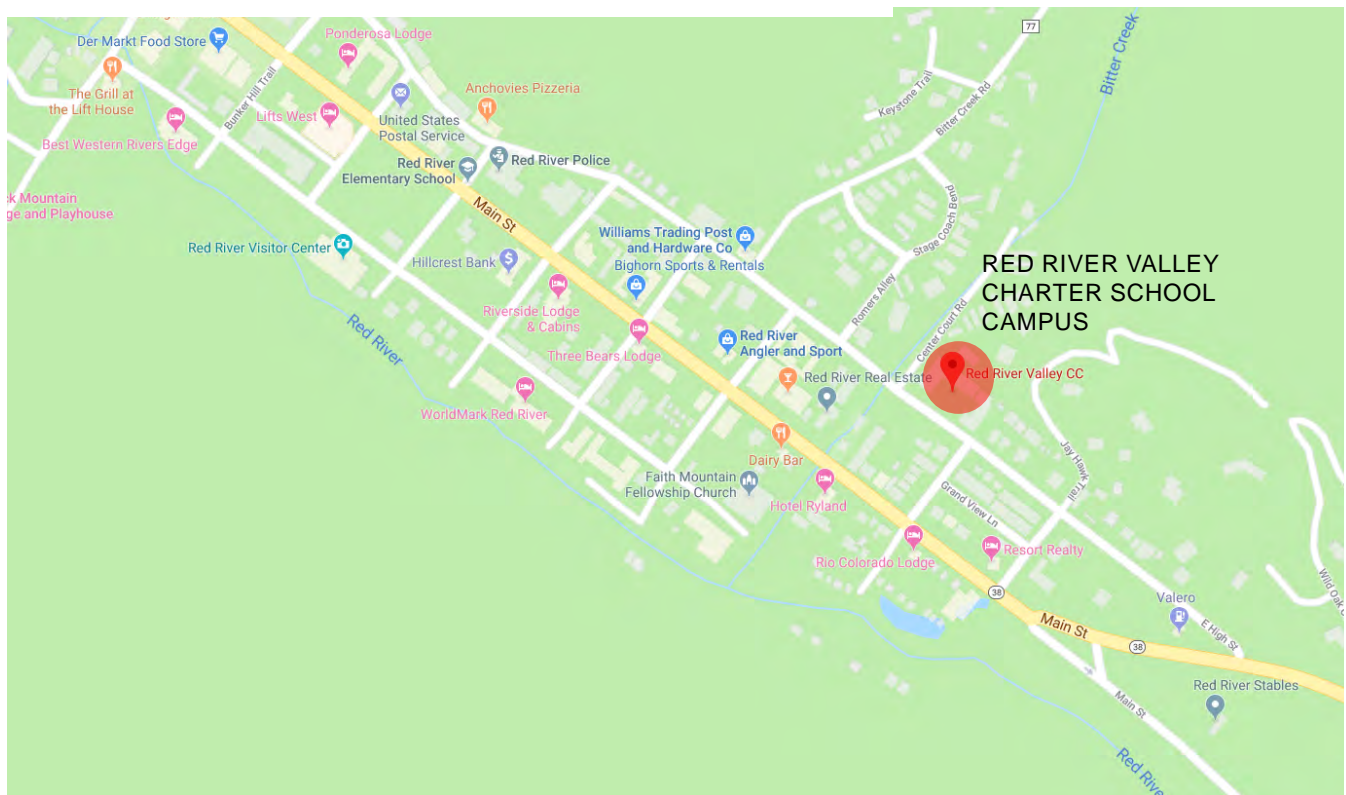 77
Bitter Creek
Ponderosa Lodge
Der Markt Food Store
The Grill at
the Lift House
Bunker Hill Trail
Lifts West
Best Western Rivers Edge
United States
Postal Service
Anchovies Pizzeria
Keystone Trail
Bitter Creek Rd
Red River
Elementary School
Red River Police
ck Mountain
ge and Playhouse
Main St
Stage Coach Bend
Red River Visitor Center
Hillcrest Bank
Williams Trading Post
and Hardware Co
Bighorn Sports & Rentals
Romers Alley
Center Court Rd
RED RIVER VALLEY
CHARTER SCHOOL
CAMPUS
Riverside Lodge
& Cabins
Red River
Three Bears Lodge
Red River
Angler and Sport
Red River Real Estate
Red River Valley CC
WorldMark Red River
Dairy Bar
Jay Hawk Trail
Faith Mountain
Fellowship Church
Hotel Ryland
Grand View Ln
Rio Colorado Lodge
Resort Realty
38
Valero
Wild Oak
E High St
Main St
38
Red River Stables
Main St
Red Rive